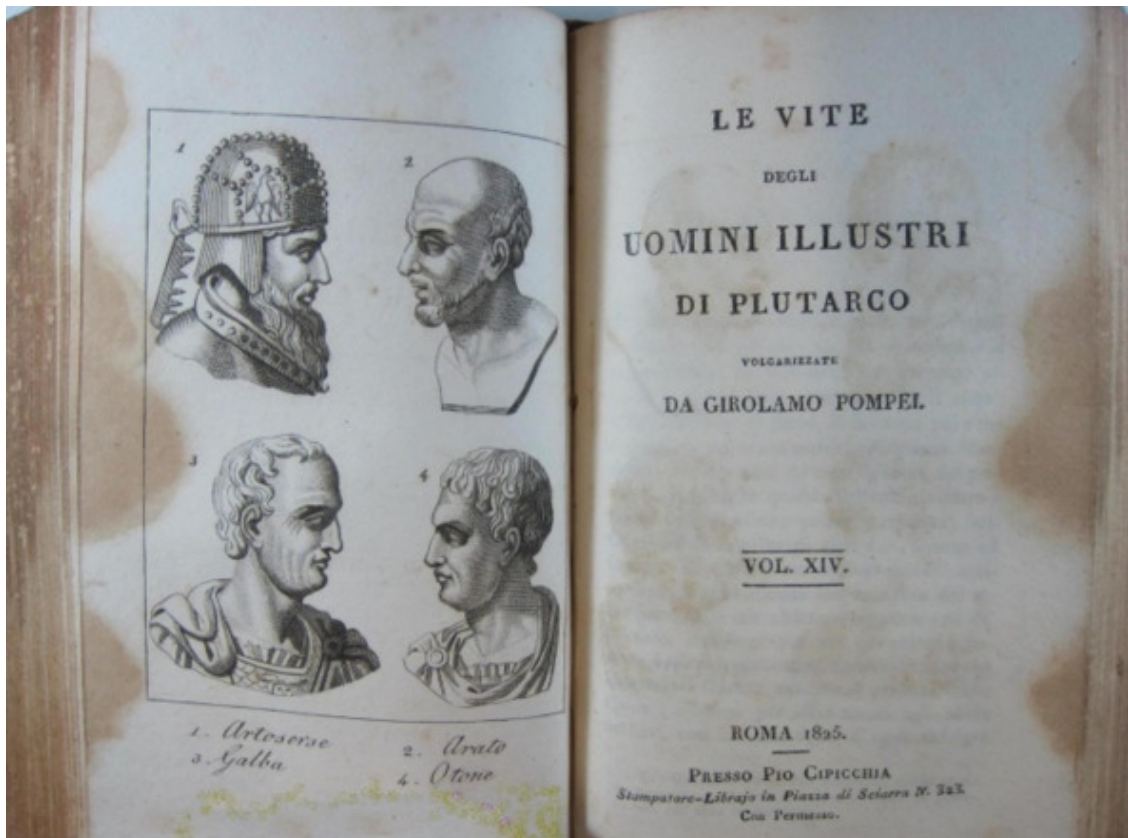 1
2
3
4
1. Artoserse
2. Arato
3. Galba
4. Otone
LE VITE
DEGLI
UOMINI ILLUSTRI
DI PLUTARCO
VOLGARIZZATE
DA GIROLAMO POMPEI.
VOL. XIV.
ROMA 1825.
PRESSO PIO CIPICCHIA
Stampatore-Librajo in Piazza di Sciarra N. 323.
Con Permesso.